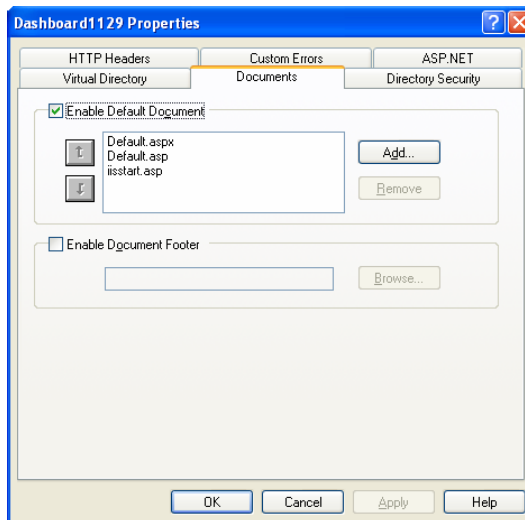 Dashboard1129 Properties
HTTP Headers
Custom Errors
ASP.NET
Virtual Directory
Documents
Directory Security
Enable Default Document
Default.aspx
Default.asp
iisstart.asp
Add...
Remove
Enable Document Footer
Browse...
OK
Cancel
Apply
Help